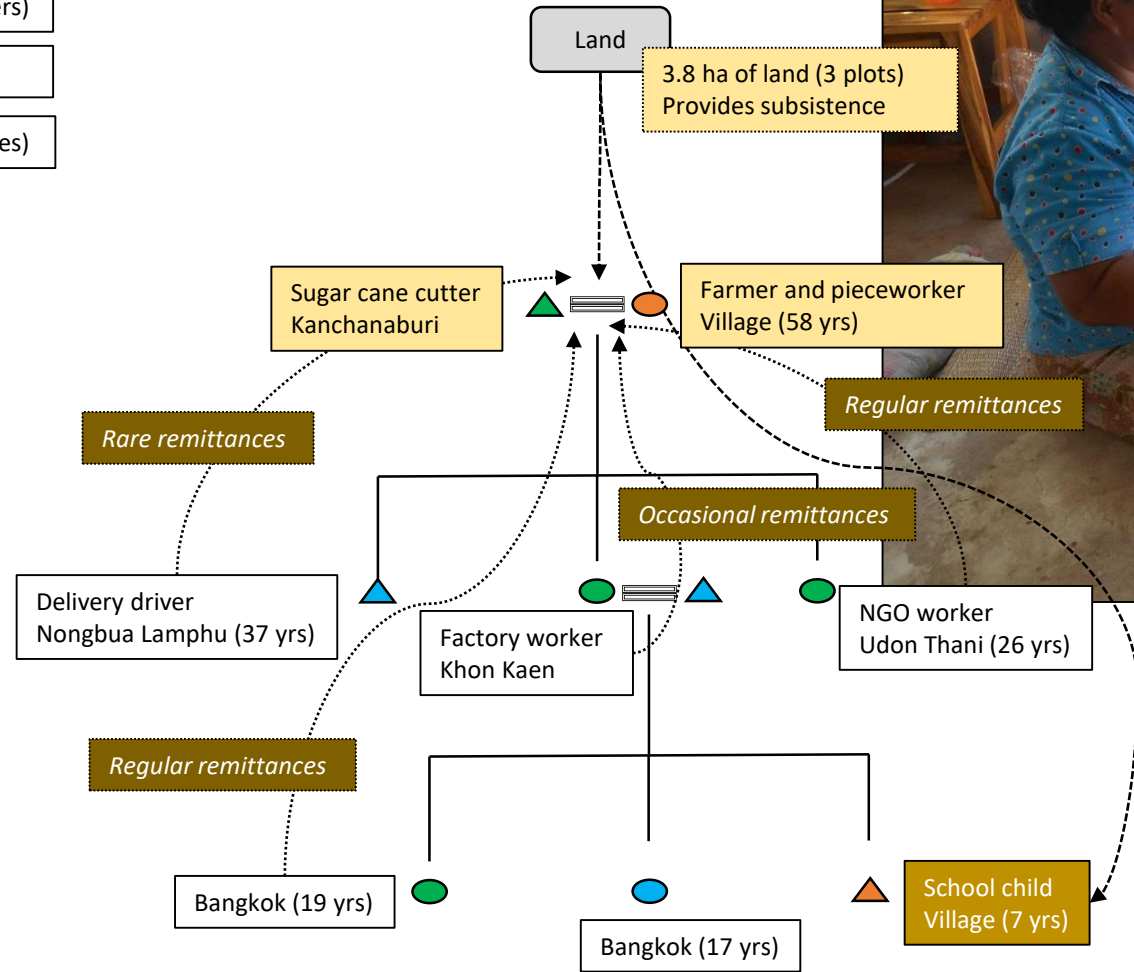 ers)
es)
Land
3.8 ha of land (3 plots)
Provides subsistence
Sugar cane cutter
Kanchanaburi
Farmer and pieceworker
Village (58 yrs)
Rare remittances
Regular remittances
Occasional remittances
Delivery driver
Nongbua Lamphu (37 yrs)
Factory worker
Khon Kaen
NGO worker
Udon Thani (26 yrs)
Regular remittances
Bangkok (19 yrs)
School child
Village (7 yrs)
Bangkok (17 yrs)